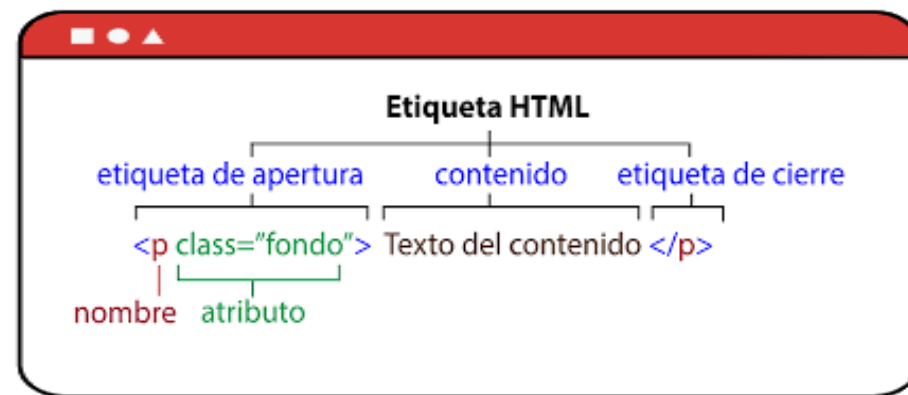 Etiqueta HTML
etiqueta de apertura contenido etiqueta de cierre
<p class=”fondo”> Texto del contenido </p>
nombre atributo